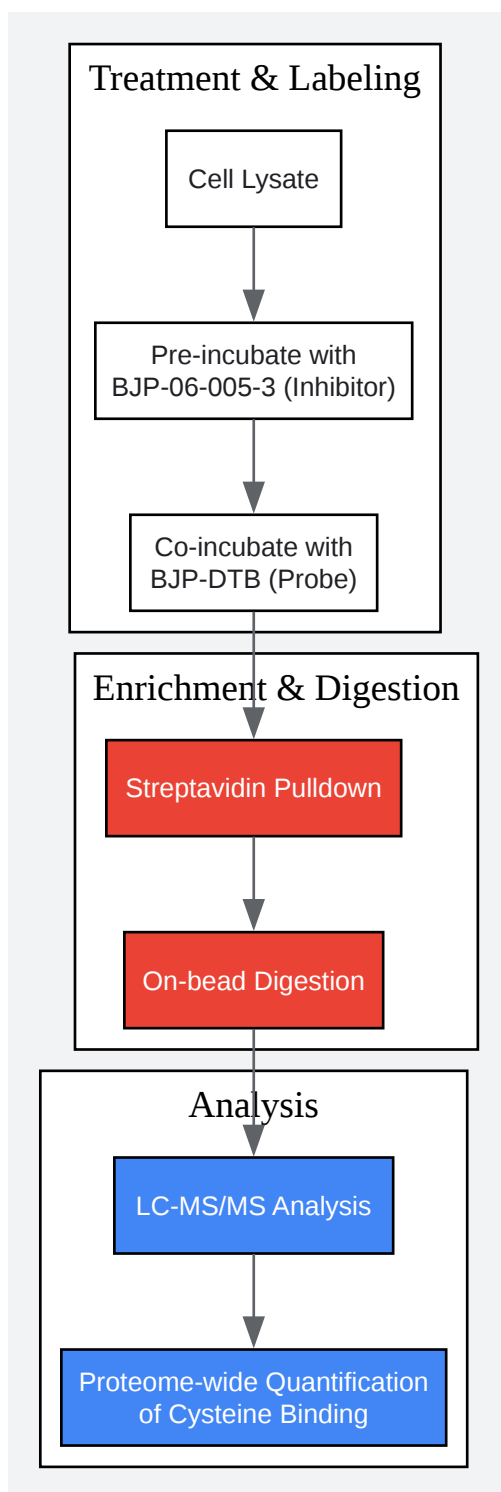 Treatment & Labeling
Cell Lysate
Pre-incubate with
BJP-06-005-3 (Inhibitor)
Co-incubate with
BJP-DTB (Probe)
Enrichment & Digestion
Streptavidin Pulldown
On-bead Digestion
Analysis
LC-MS/MS Analysis
Proteome-wide Quantification
of Cysteine Binding